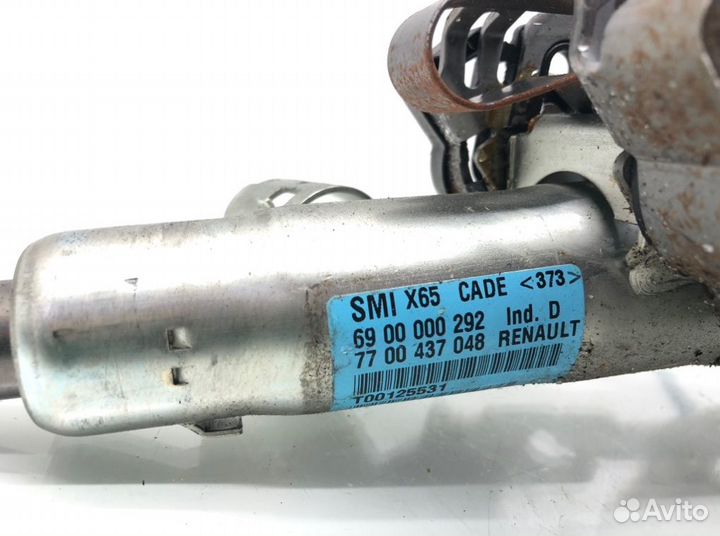 SMI X65 CADE <373>
69 00 000 292 Ind. D
77 00 437 048 RENAULT
T00125531
Avito